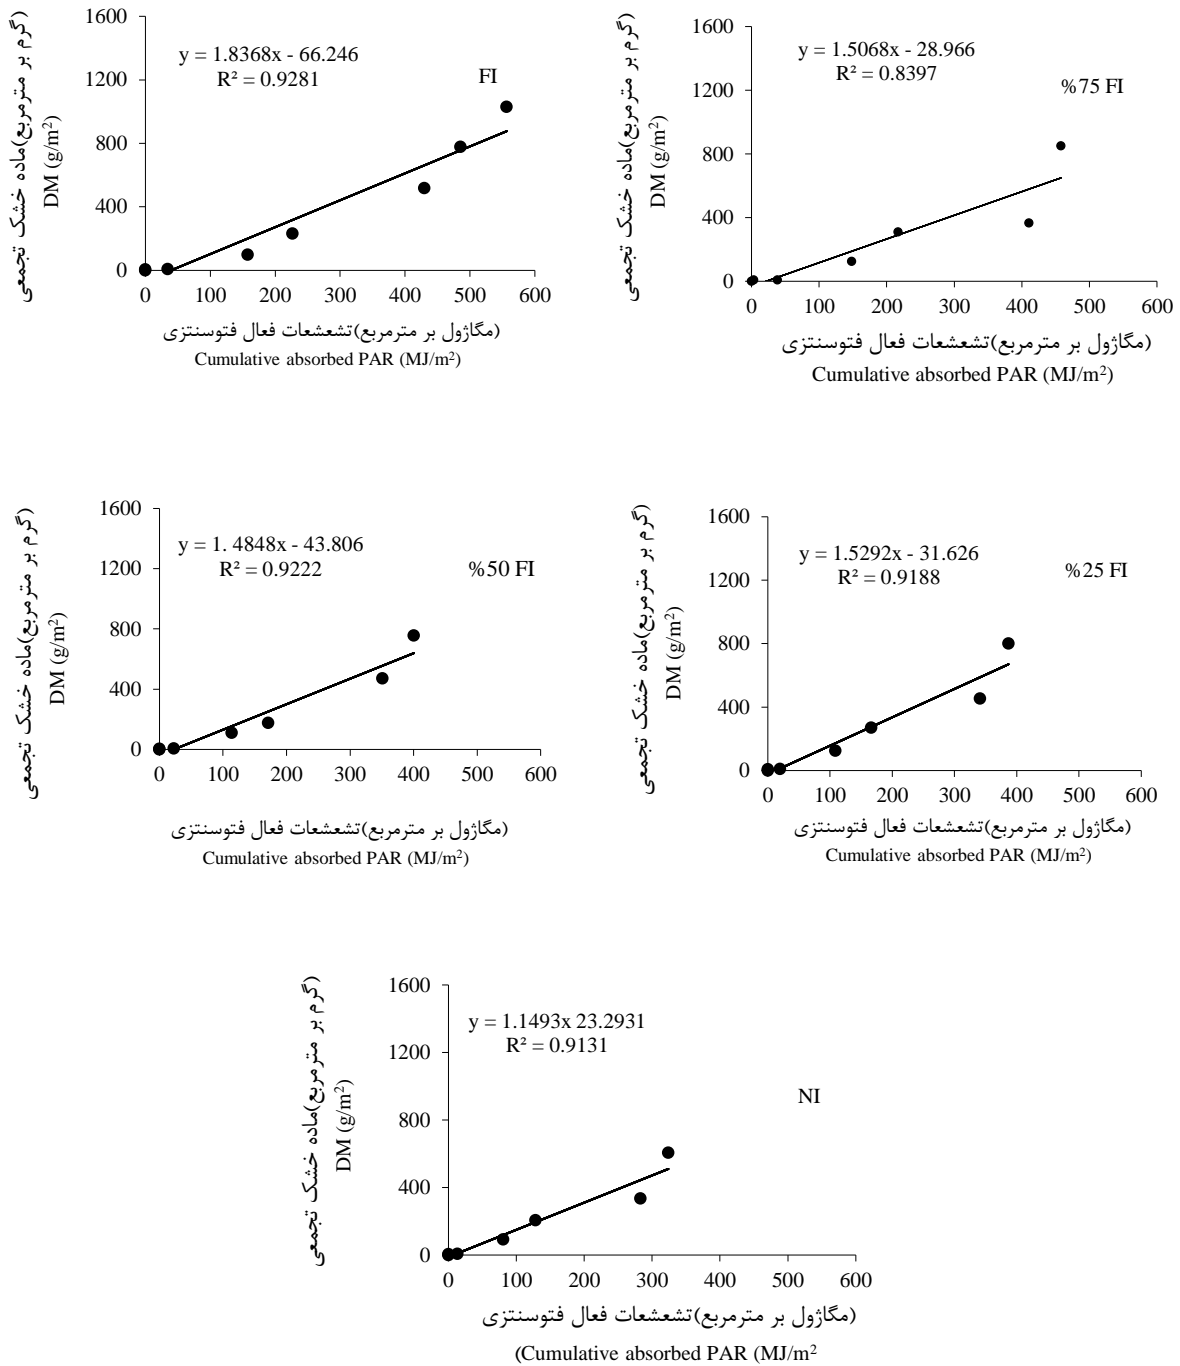 ماده خشک تجمعی(گرم بر مترمربع)
DM (g/m²)
1600
1200
800
400
0
y = 1.8368x - 66.246
R² = 0.9281
FI
0 100 200 300 400 500 600
تشعشعات فعال فتوسنتزی(مگاژول بر مترمربع)
Cumulative absorbed PAR (MJ/m²)
ماده خشک تجمعی(گرم بر مترمربع)
DM (g/m²)
1600
1200
800
400
0
y = 1.5068x - 28.966
R² = 0.8397
%75 FI
0 100 200 300 400 500 600
تشعشعات فعال فتوسنتزی(مگاژول بر مترمربع)
Cumulative absorbed PAR (MJ/m²)
ماده خشک تجمعی(گرم بر مترمربع)
DM (g/m²)
1600
1200
800
400
0
y = 1. 4848x - 43.806
R² = 0.9222
%50 FI
0 100 200 300 400 500 600
تشعشعات فعال فتوسنتزی(مگاژول بر مترمربع)
Cumulative absorbed PAR (MJ/m²)
ماده خشک تجمعی(گرم بر مترمربع)
DM (g/m²)
1600
1200
800
400
0
y = 1.5292x - 31.626
R² = 0.9188
%25 FI
0 100 200 300 400 500 600
تشعشعات فعال فتوسنتزی(مگاژول بر مترمربع)
Cumulative absorbed PAR (MJ/m²)
ماده خشک تجمعی(گرم بر مترمربع)
DM (g/m²)
1600
1200
800
400
0
y = 1.1493x 23.2931
R² = 0.9131
NI
0 100 200 300 400 500 600
تشعشعات فعال فتوسنتزی(مگاژول بر مترمربع)
(Cumulative absorbed PAR (MJ/m²